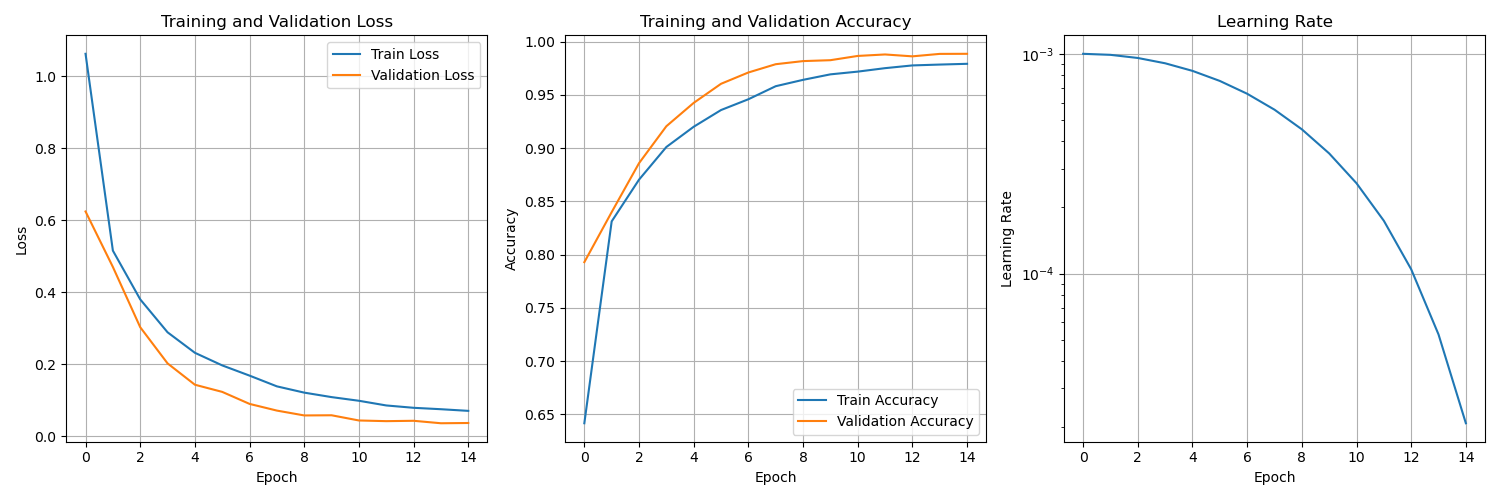 Training and Validation Loss
Train Loss
Validation Loss
Loss
1.0
0.8
0.6
0.4
0.2
0.0
0 2 4 6 8 10 12 14
Epoch
Training and Validation Accuracy
Accuracy
1.00
0.95
0.90
0.85
0.80
0.75
0.70
0.65
Train Accuracy
Validation Accuracy
0 2 4 6 8 10 12 14
Epoch
Learning Rate
Learning Rate
10⁻³
10⁻⁴
0 2 4 6 8 10 12 14
Epoch